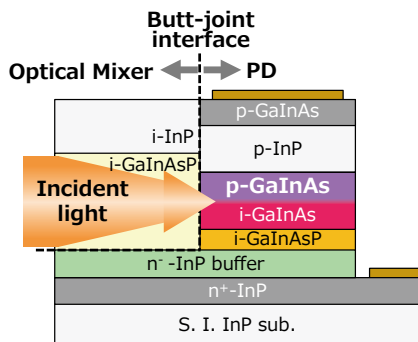 Butt-joint
interface
Optical Mixer
PD
p-GaInAs
i-InP
p-InP
i-GaInAsP
Incident
light
p-GaInAs
i-GaInAs
i-GaInAsP
n⁻ -InP buffer
n⁺-InP
S. I. InP sub.